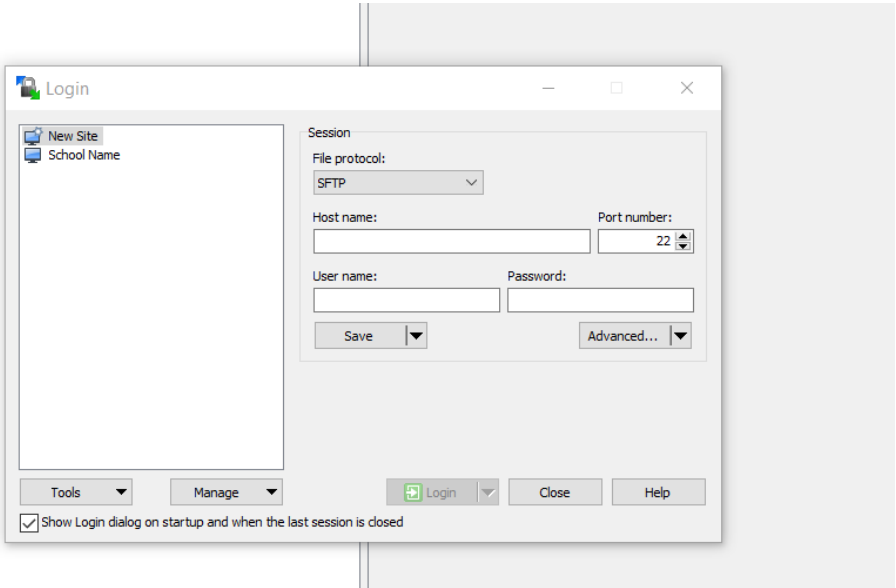 Login
New Site
School Name
Session
File protocol:
SFTP
Host name: Port number:
22
User name: Password:
Save Advanced...
Tools Manage Login Close Help
Show Login dialog on startup and when the last session is closed